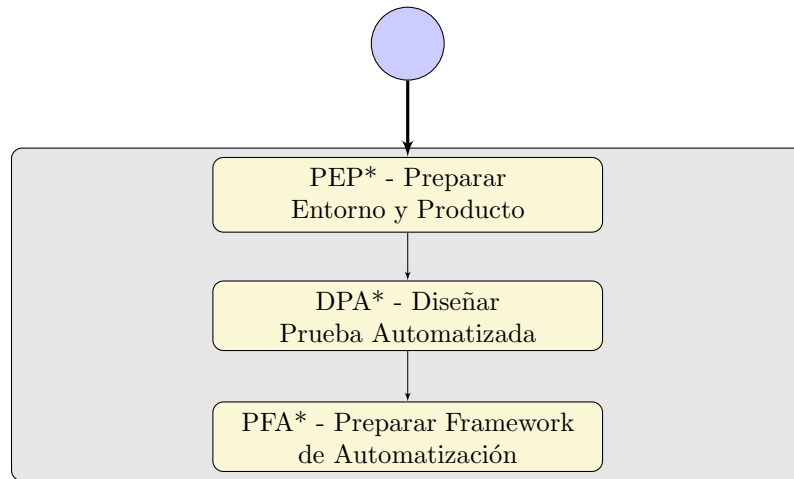 PEP* - Preparar
Entorno y Producto
DPA* - Diseñar
Prueba Automatizada
PFA* - Preparar Framework
de Automatización